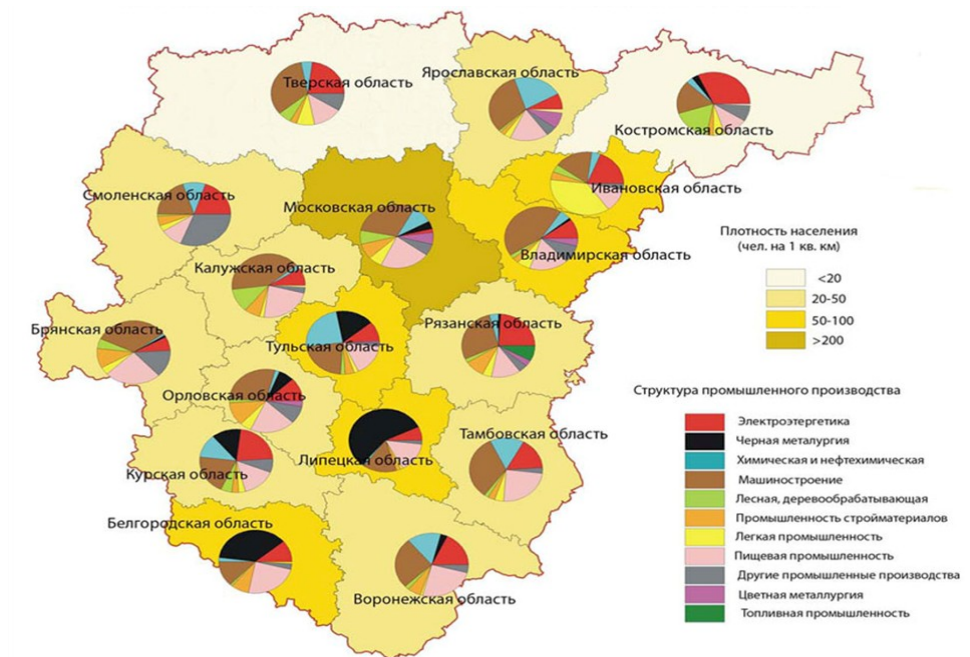 Тверская область
Ярославская область
Костромская область
Смоленская область
Московская область
Ивановская область
Владимирская область
Калужская область
Брянская область
Тульская область
Рязанская область
Орловская область
Курская область
Липецкая область
Тамбовская область
Белгородская область
Воронежская область
Плотность населения
(чел. на 1 кв. км)
<20
20-50
50-100
>200
Структура промышленного производства
Электроэнергетика
Черная металургия
Химическая и нефтехимическая
Машиностроение
Лесная, деревообрабатывающая
Промышленность стройматериалов
Легкая промышленность
Пищевая промышленность
Другие промышленные производства
Цветная металлургия
Топливная промышленность